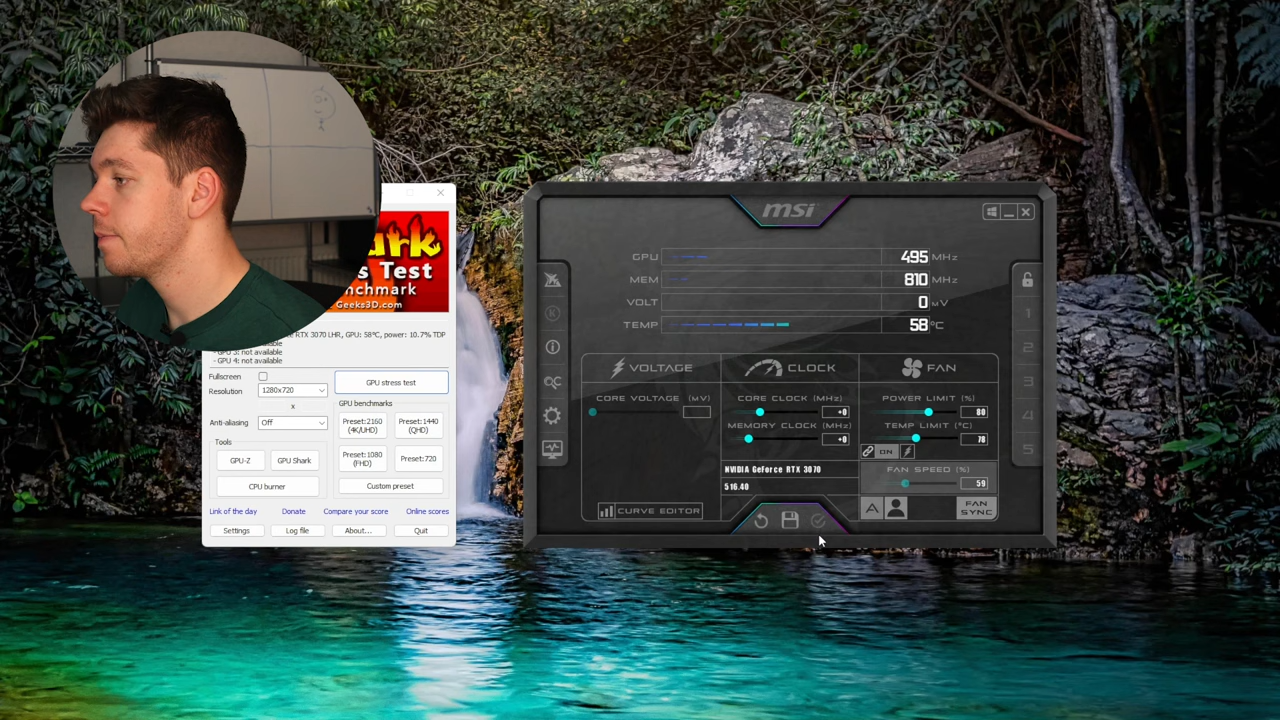 s Test
nchmark
Geeks3D.com
RTX 3070 LHR, GPU: 58°C, power: 10.7% TDP
- GPU 3: not available
- GPU 4: not available
Fullscreen
Resolution
1280x720
x
Anti-aliasing:
Off
Tools
GPU-Z
GPU Shark
CPU burner
GPU stress test
GPU benchmarks
Preset:2160
(4K/UHD)
Preset:1440
(QHD)
Preset:1080
(FHD)
Preset:720
Custom preset
Link of the day
Donate
Compare your score
Online scores
Settings
Log file
About...
Quit
msi
GPU 495 MHz
MEM 810 MHz
VOLT 0 mV
TEMP 58 °C
K
1
2
3
4
5
VOLTAGE
CORE VOLTAGE (MV)
CURVE EDITOR
CLOCK
CORE CLOCK (MHz)
+0
MEMORY CLOCK (MHz)
+0
NVIDIA GeForce RTX 3070
516.40
FAN
POWER LIMIT (%)
80
TEMP LIMIT (°C)
78
ON
FAN SPEED (%)
59
A
FAN
SYNC